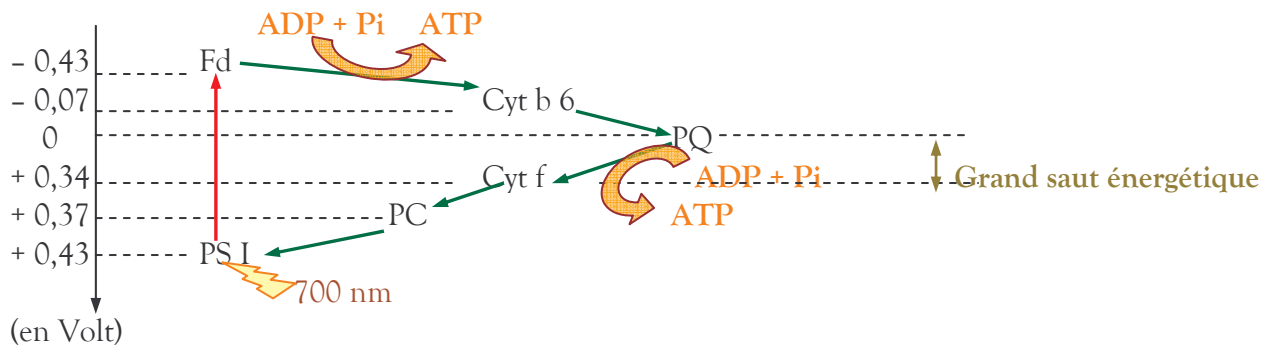 ADP + Pi ATP
- 0,43 Fd
- 0,07 Cyt b 6
0 PQ
+ 0,34 Cyt f ADP + Pi Grand saut énergétique
+ 0,37 PC ATP
+ 0,43 PS I
700 nm
(en Volt)